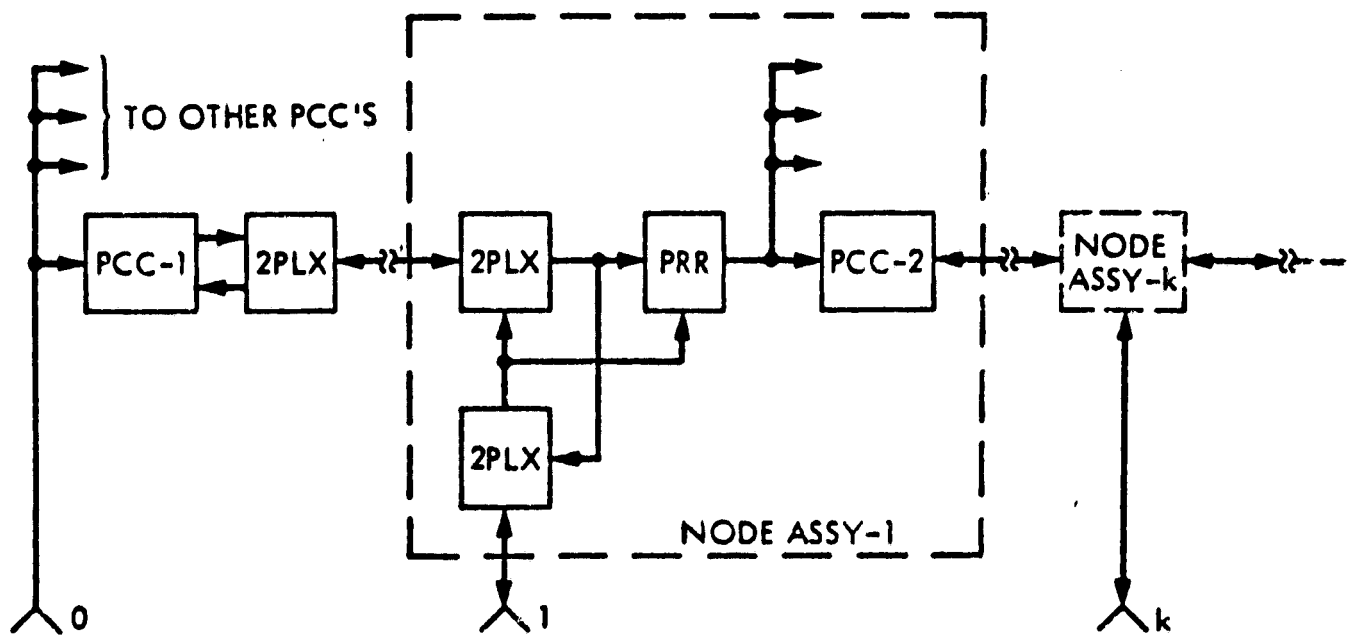 TO OTHER PCC'S
PCC-1
2PLX
2PLX
PRR
PCC-2
NODE
ASSY-k
2PLX
NODE ASSY-1
0
1
k